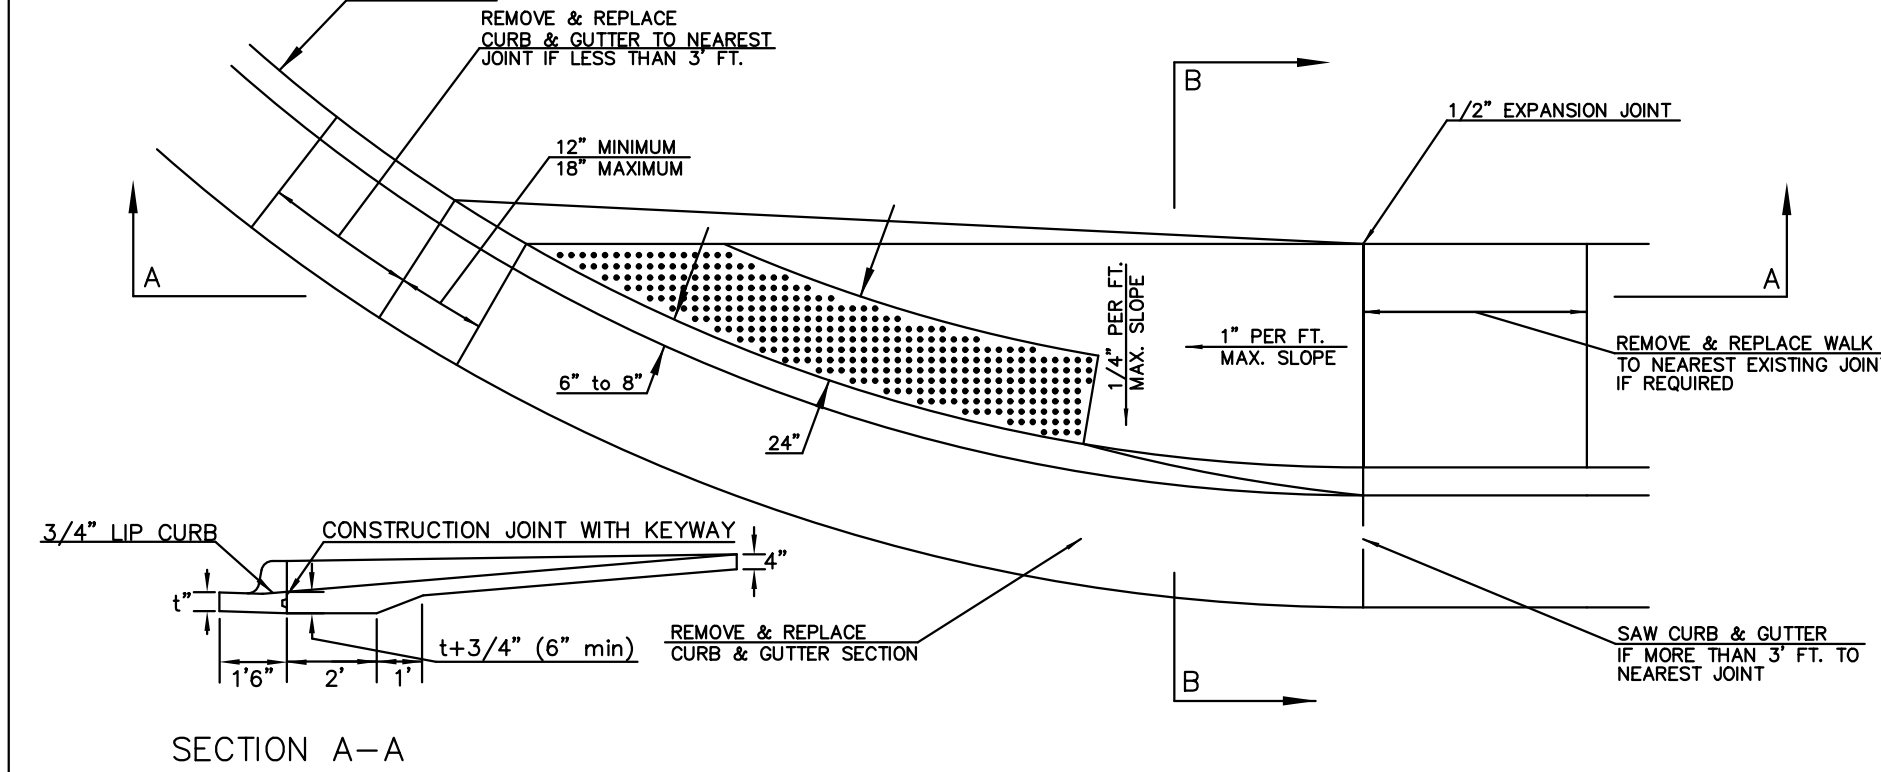 REMOVE & REPLACE
CURB & GUTTER TO NEAREST
JOINT IF LESS THAN 3' FT.
B
1/2" EXPANSION JOINT
12" MINIMUM
18" MAXIMUM
A
A
1/4" PER FT.
MAX. SLOPE
1" PER FT.
MAX. SLOPE
REMOVE & REPLACE WALK
TO NEAREST EXISTING JOINT
IF REQUIRED
6" to 8"
24"
3/4" LIP CURB
CONSTRUCTION JOINT WITH KEYWAY
4"
t"
t+3/4" (6" min)
1'6"
2'
1'
REMOVE & REPLACE
CURB & GUTTER SECTION
SAW CURB & GUTTER
IF MORE THAN 3' FT. TO
NEAREST JOINT
B
SECTION A-A